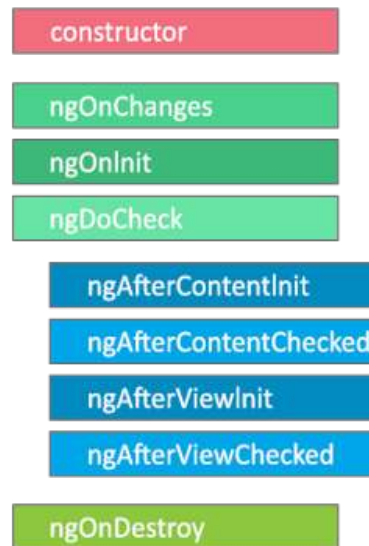 constructor
ngOnChanges
ngOnInit
ngDoCheck
ngAfterContentInit
ngAfterContentChecked
ngAfterViewInit
ngAfterViewChecked
ngOnDestroy